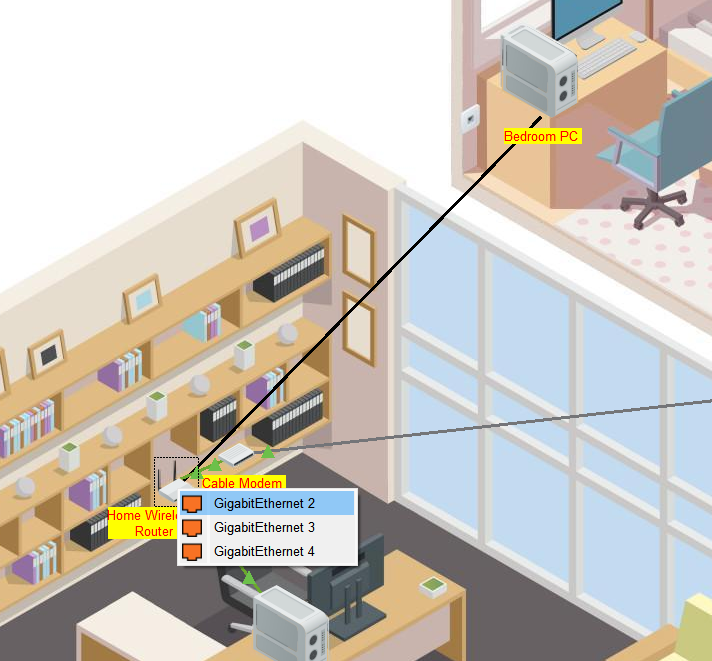 Bedroom PC
Cable Modem
Home Wirele
Router
GigabitEthernet 2
GigabitEthernet 3
GigabitEthernet 4